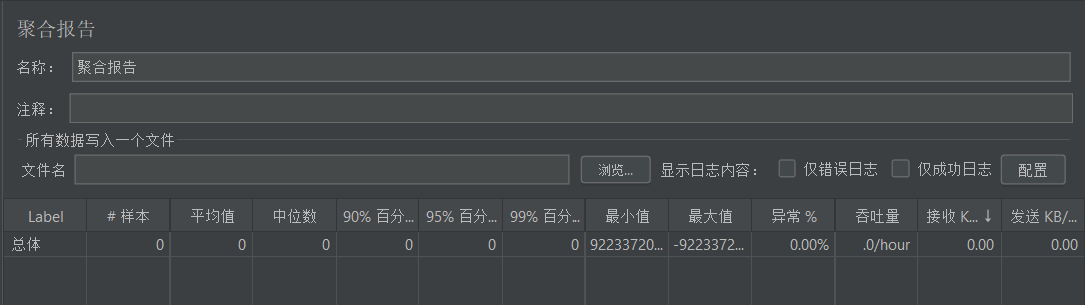 聚合报告
名称： 聚合报告
注释：
所有数据写入一个文件
文件名 浏览... 显示日志内容： 仅错误日志 仅成功日志 配置
Label # 样本 平均值 中位数 90% 百分... 95% 百分... 99% 百分... 最小值 最大值 异常 % 吞吐量 接收 K... ↓ 发送 KB/...
总体 0 0 0 0 0 0 92233720... -9223372... 0.00% .0/hour 0.00 0.00